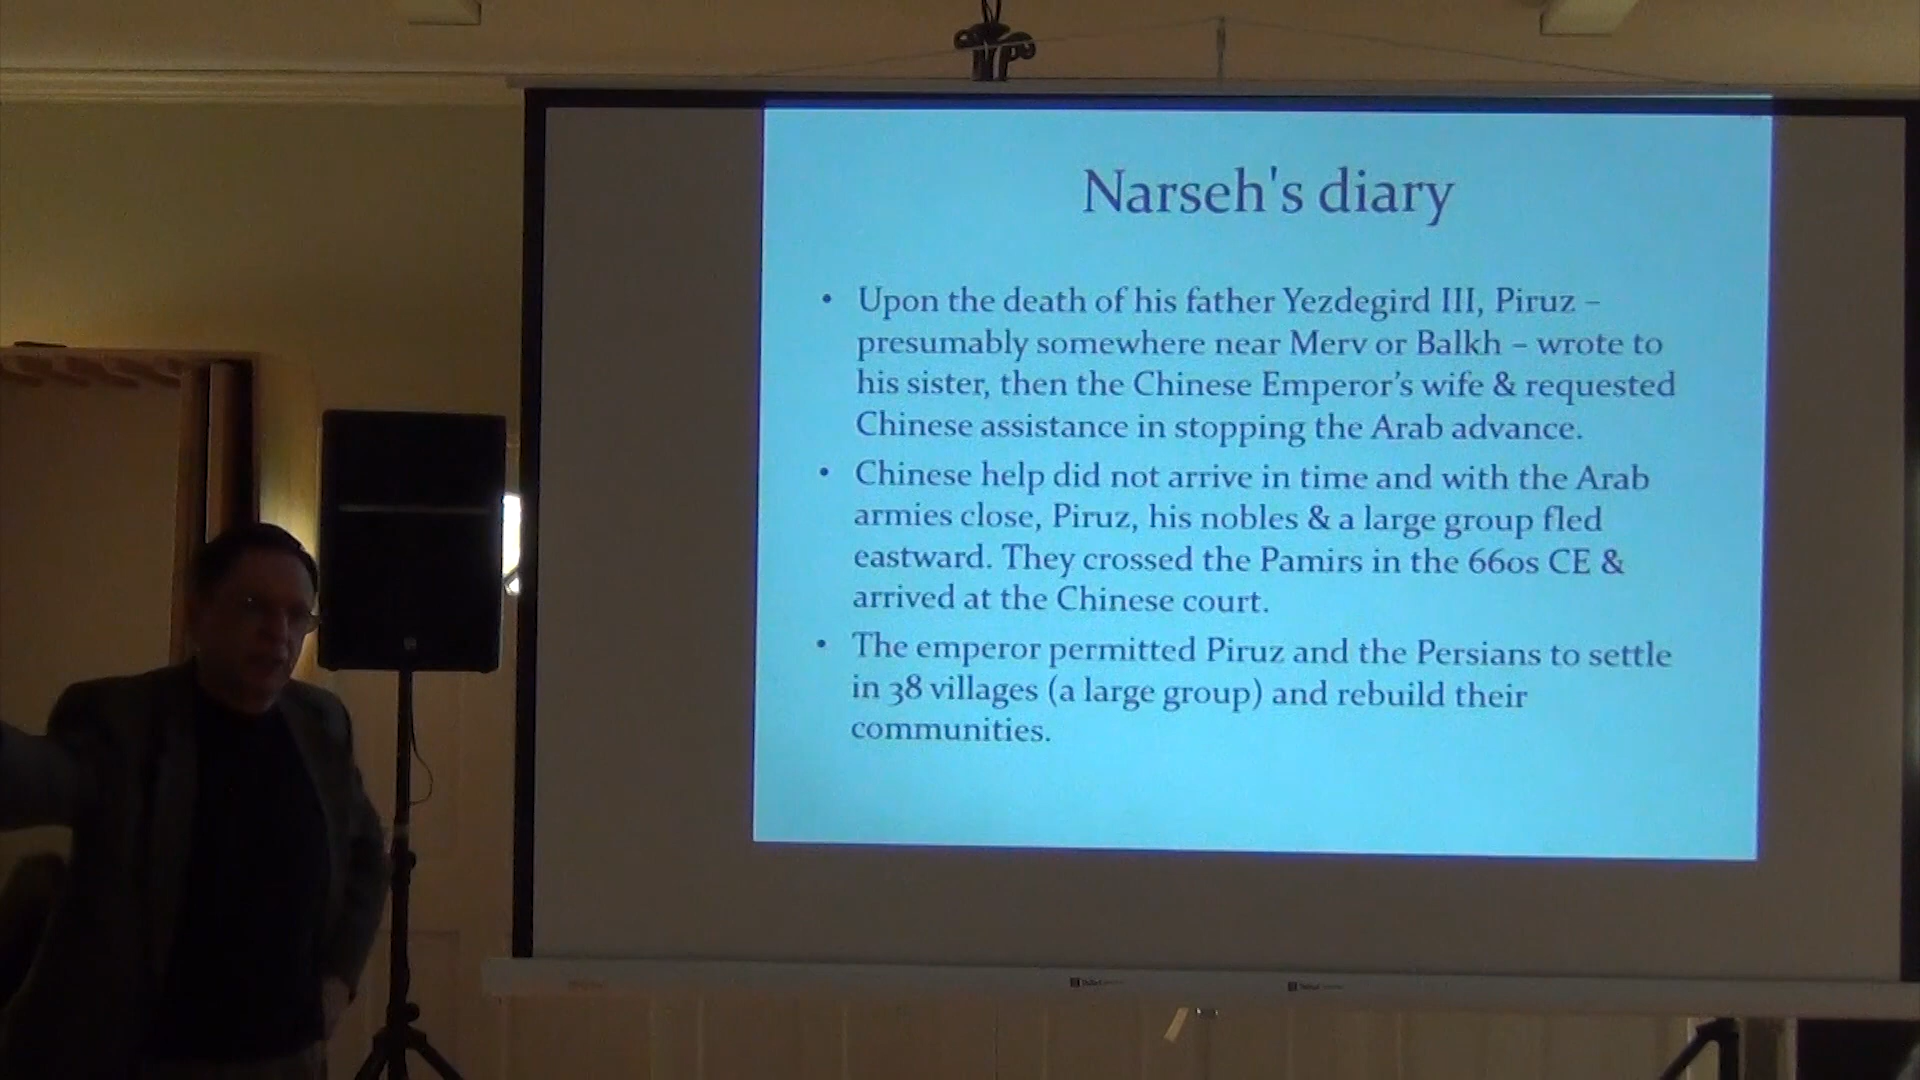 Narseh's diary
• Upon the death of his father Yezdegird III, Piruz –
presumably somewhere near Merv or Balkh – wrote to
his sister, then the Chinese Emperor's wife & requested
Chinese assistance in stopping the Arab advance.
• Chinese help did not arrive in time and with the Arab
armies close, Piruz, his nobles & a large group fled
eastward. They crossed the Pamirs in the 660s CE &
arrived at the Chinese court.
• The emperor permitted Piruz and the Persians to settle
in 38 villages (a large group) and rebuild their
communities.